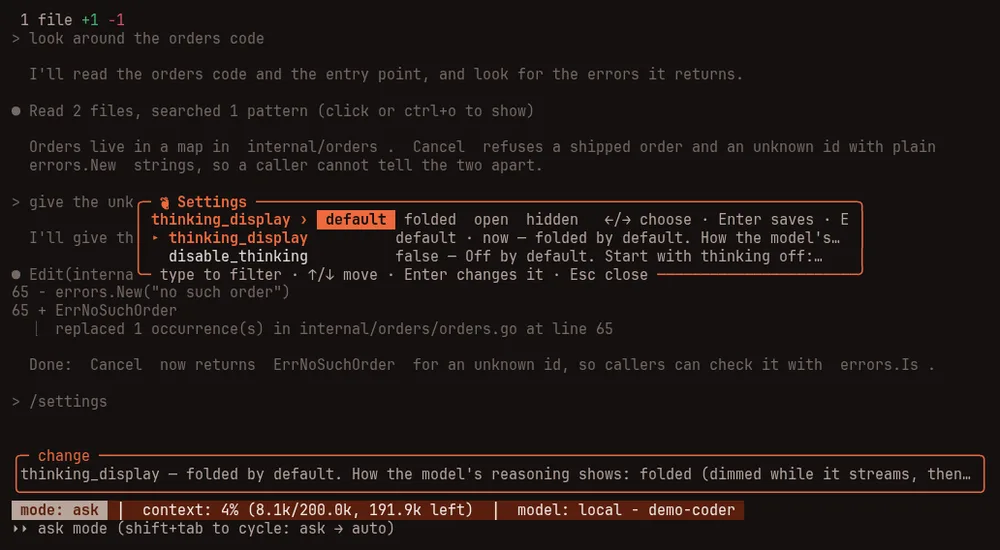 1 file +1 -1
> look around the orders code
I'll read the orders code and the entry point, and look for the errors it returns.
● Read 2 files, searched 1 pattern (click or ctrl+o to show)
Orders live in a map in  internal/orders .  Cancel  refuses a shipped order and an unknown id with plain
errors.New  strings, so a caller cannot tell the two apart.
> give the unk
Settings
thinking_display › default folded open hidden ←/→ choose · Enter saves · E
I'll give th
▸ thinking_display default · now — folded by default. How the model's…
disable_thinking false — Off by default. Start with thinking off:…
● Edit(interna
type to filter · ↑/↓ move · Enter changes it · Esc close
65 - errors.New("no such order")
65 + ErrNoSuchOrder
| replaced 1 occurrence(s) in internal/orders/orders.go at line 65
Done:  Cancel  now returns  ErrNoSuchOrder  for an unknown id, so callers can check it with  errors.Is .
> /settings
change
thinking_display — folded by default. How the model's reasoning shows: folded (dimmed while it streams, then…
mode: ask | context: 4% (8.1k/200.0k, 191.9k left) | model: local - demo-coder
▸▸ ask mode (shift+tab to cycle: ask → auto)